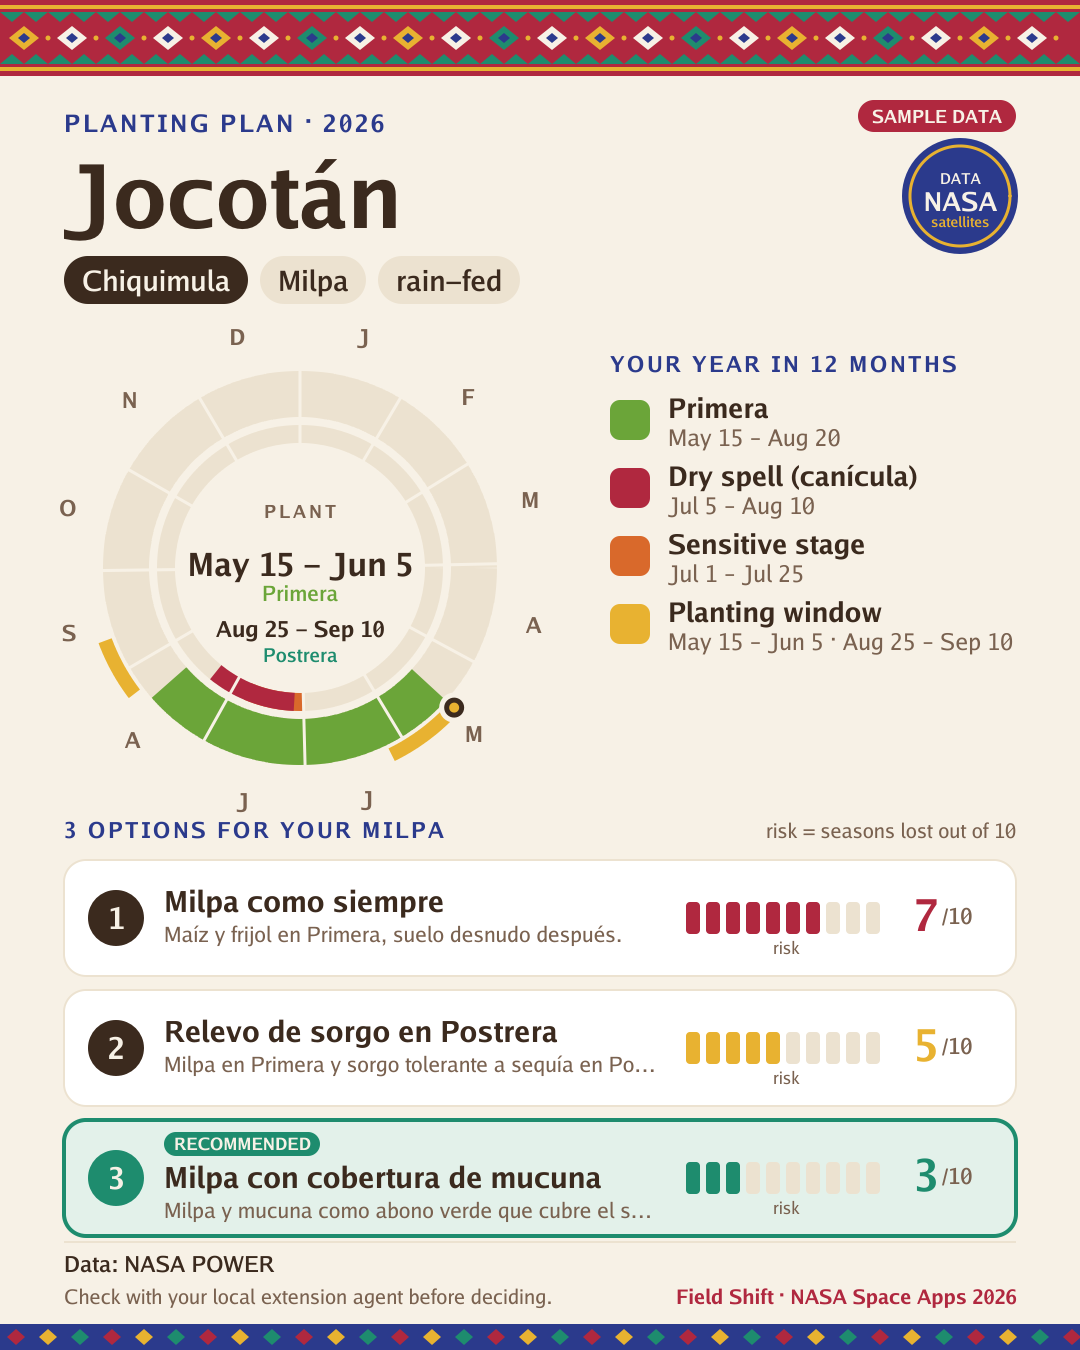 PLANTING PLAN · 2026
SAMPLE DATA
Jocotán
DATA
NASA
satellites
Chiquimula
Milpa
rain–fed
D
J
N
F
O
M
S
A
A
M
J
J
PLANT
May 15 – Jun 5
Primera
Aug 25 – Sep 10
Postrera
YOUR YEAR IN 12 MONTHS
Primera
May 15 – Aug 20
Dry spell (canícula)
Jul 5 – Aug 10
Sensitive stage
Jul 1 – Jul 25
Planting window
May 15 – Jun 5 · Aug 25 – Sep 10
3 OPTIONS FOR YOUR MILPA
risk = seasons lost out of 10
1
Milpa como siempre
Maíz y frijol en Primera, suelo desnudo después.
risk
7/10
2
Relevo de sorgo en Postrera
Milpa en Primera y sorgo tolerante a sequía en Po...
risk
5/10
RECOMMENDED
3
Milpa con cobertura de mucuna
Milpa y mucuna como abono verde que cubre el s...
risk
3/10
Data: NASA POWER
Check with your local extension agent before deciding.
Field Shift · NASA Space Apps 2026